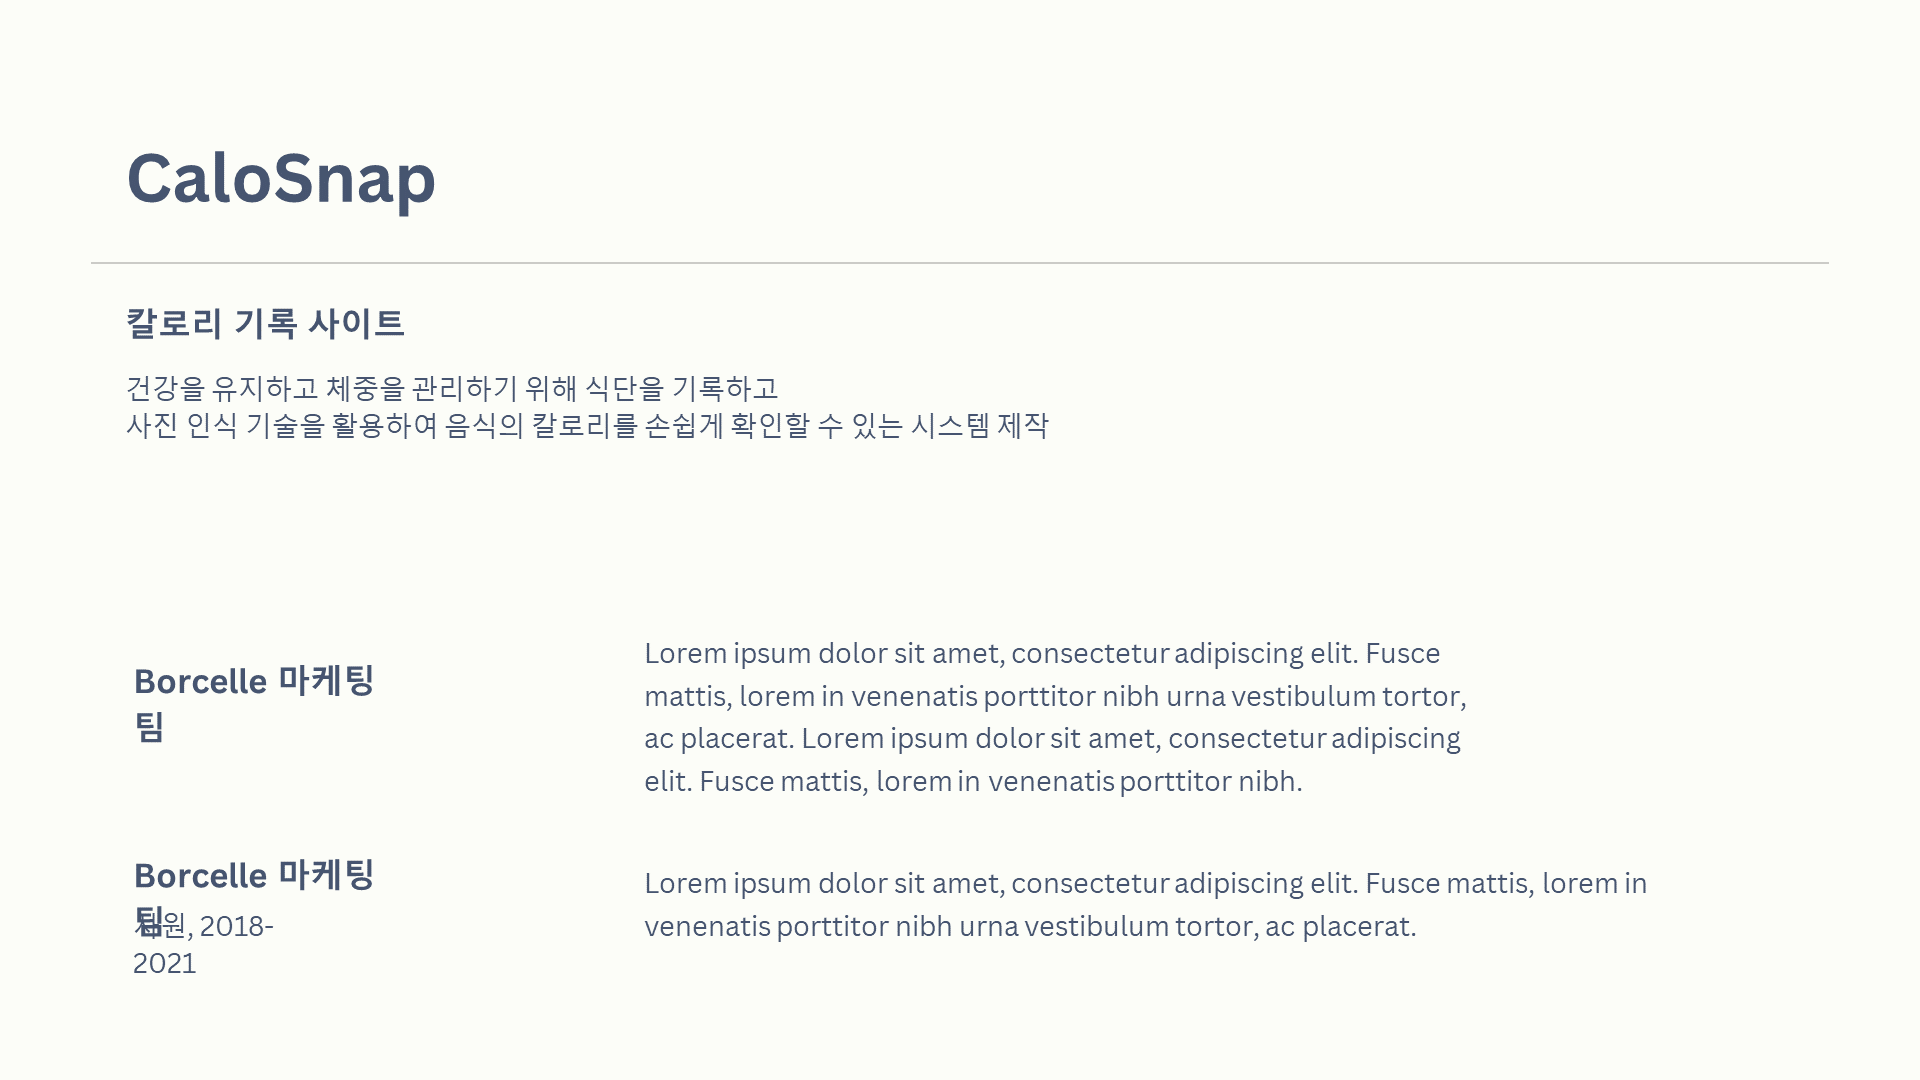 CaloSnap
칼로리 기록 사이트
건강을 유지하고 체중을 관리하기 위해 식단을 기록하고
사진 인식 기술을 활용하여 음식의 칼로리를 손쉽게 확인할 수 있는 시스템 제작
Borcelle 마케팅
팀
Lorem ipsum dolor sit amet, consectetur adipiscing elit. Fusce
mattis, lorem in venenatis porttitor nibh urna vestibulum tortor,
ac placerat. Lorem ipsum dolor sit amet, consectetur adipiscing
elit. Fusce mattis, lorem in venenatis porttitor nibh.
Borcelle 마케팅
팀
2018-
2021
Lorem ipsum dolor sit amet, consectetur adipiscing elit. Fusce mattis, lorem in
venenatis porttitor nibh urna vestibulum tortor, ac placerat.